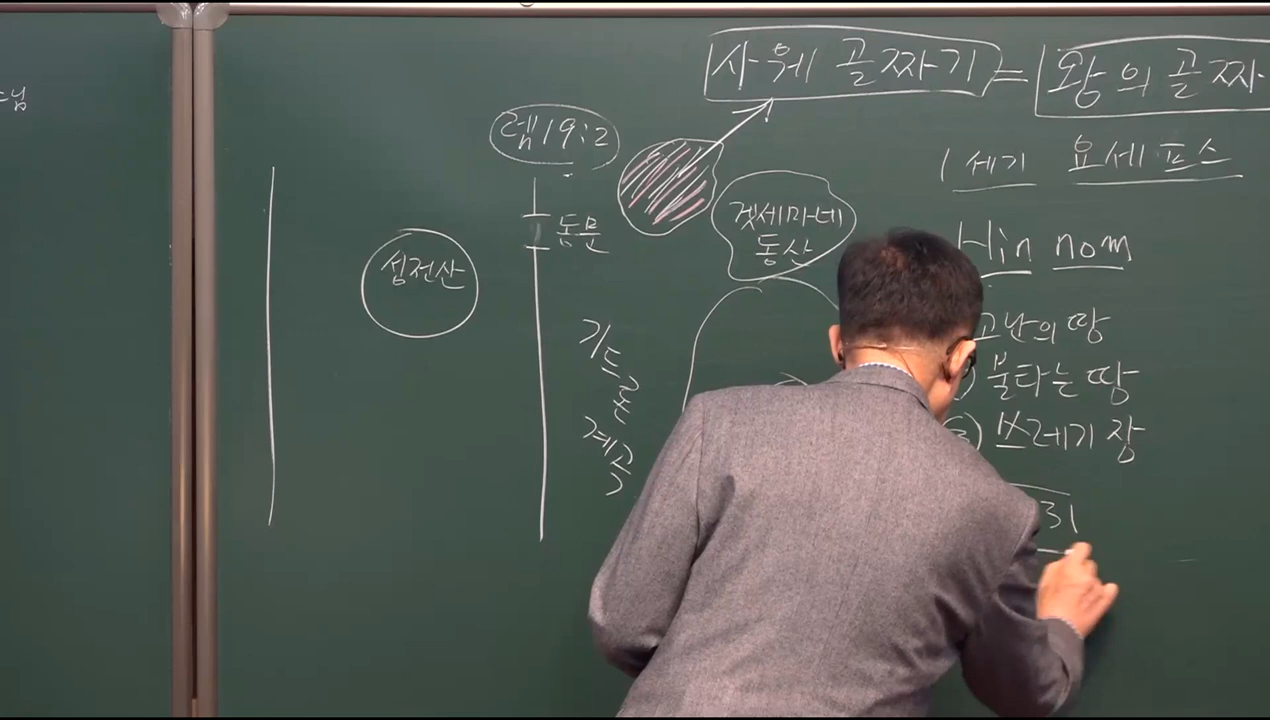 사웨 골짜기 = 왕의 골짜
렘19:2
1세기 요세푸스
겟세마네
동산
동문
Hin nom
성전산
고난의 땅
불타는 땅
쓰레기 장
기드론
계곡
31